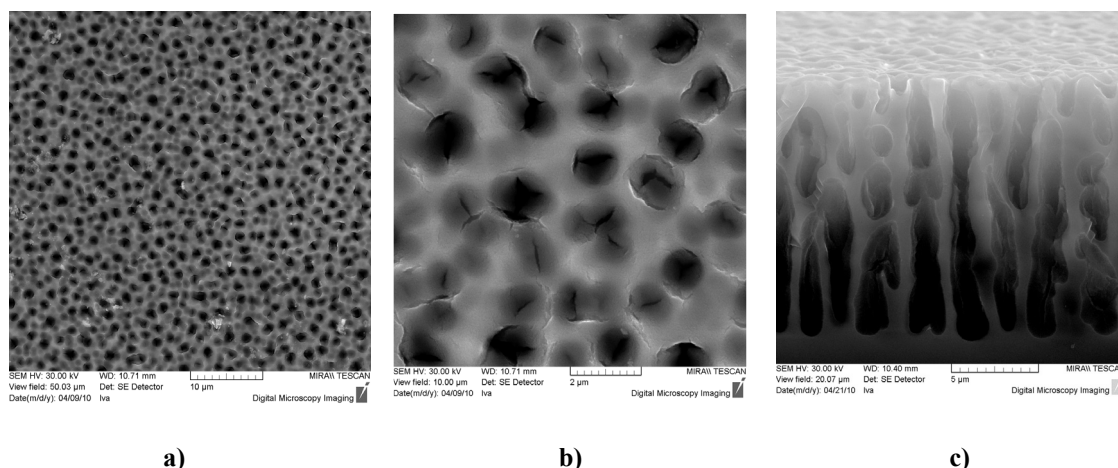 SEM HV: 30.00 kV WD: 10.71 mm MIRA\\ TESCAN
View field: 50.03 µm Det: SE Detector 10 µm
Date(m/d/y): 04/09/10 Iva Digital Microscopy Imaging
a)
SEM HV: 30.00 kV WD: 10.71 mm MIRA\\ TESCAN
View field: 10.00 µm Det: SE Detector 2 µm
Date(m/d/y): 04/09/10 Iva Digital Microscopy Imaging
b)
SEM HV: 30.00 kV WD: 10.40 mm MIRA\\ TESCAN
View field: 20.07 µm Det: SE Detector 5 µm
Date(m/d/y): 04/21/10 Iva Digital Microscopy Imaging
c)